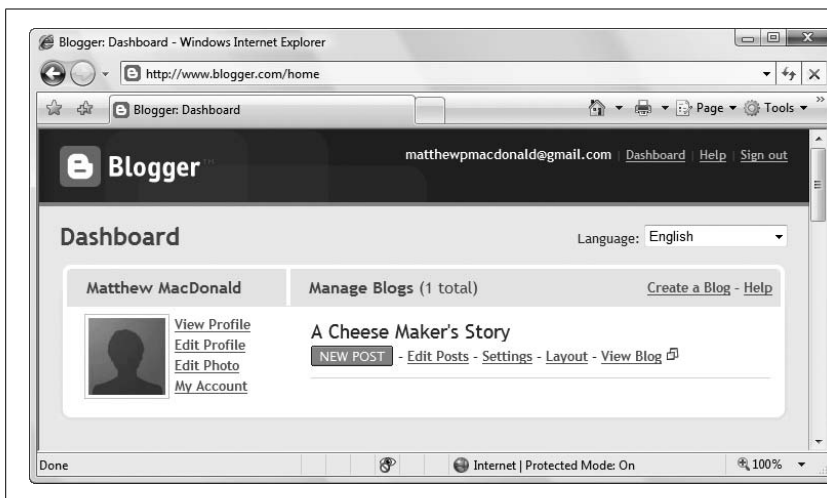 Blogger: Dashboard - Windows Internet Explorer
http://www.blogger.com/home
Blogger: Dashboard
Page
Tools
»
Blogger™
matthewpmacdonald@gmail.com | Dashboard | Help | Sign out
Dashboard
Language: English
Matthew MacDonald
Manage Blogs (1 total)
Create a Blog - Help
View Profile
Edit Profile
Edit Photo
My Account
A Cheese Maker's Story
NEW POST - Edit Posts - Settings - Layout - View Blog
Done
Internet | Protected Mode: On
100%